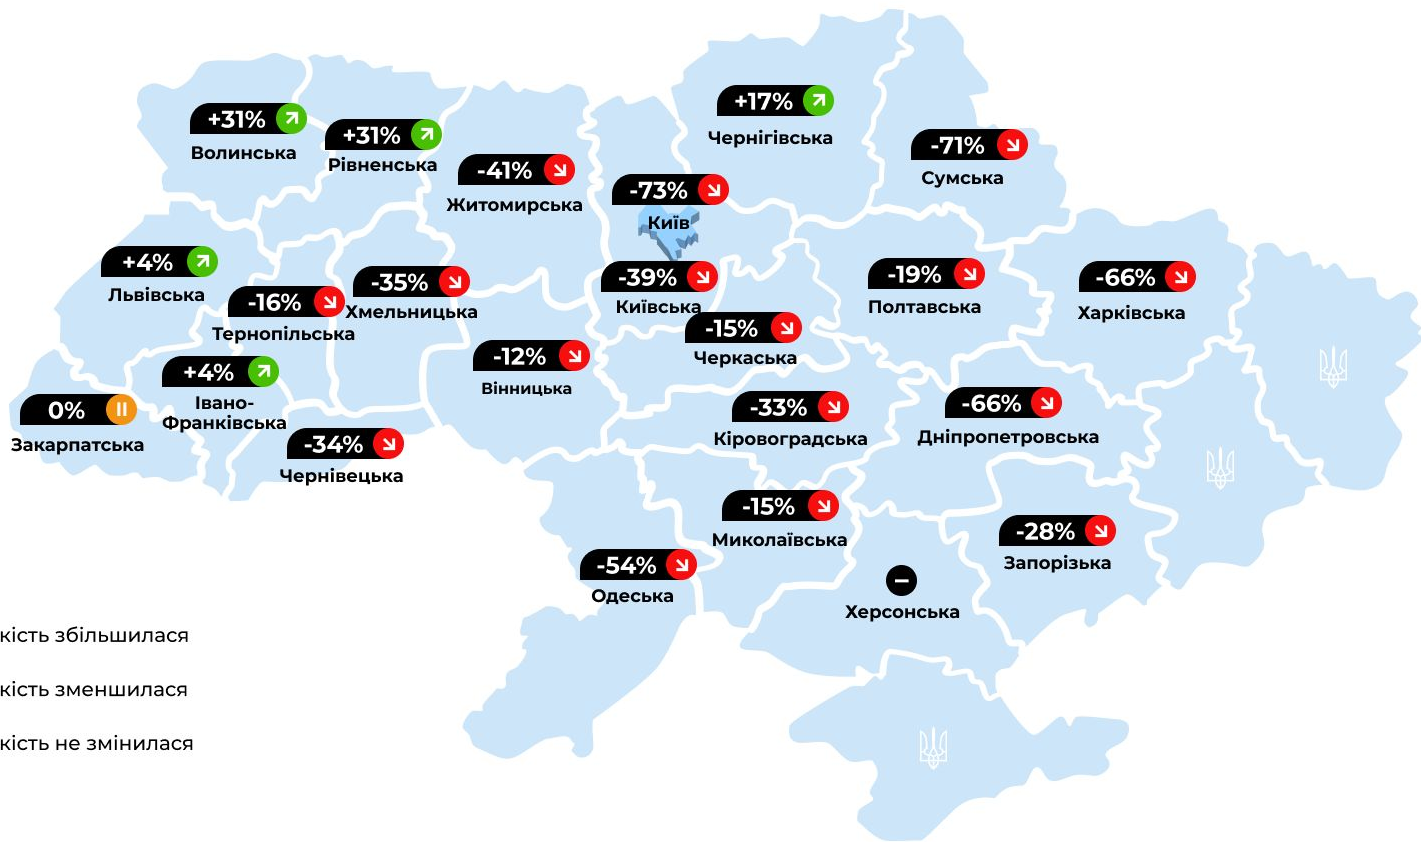 +17%
Чернігівська
+31%
Волинська
+31%
Рівненська
-71%
Сумська
-41%
Житомирська
-73%
Київ
+4%
Львівська
-16%
Тернопільська
-35%
Хмельницька
-39%
Київська
-19%
Полтавська
-66%
Харківська
-15%
Черкаська
-12%
Вінницька
+4%
Івано-
Франківська
0%
Закарпатська
-34%
Чернівецька
-33%
Кіровоградська
-66%
Дніпропетровська
-15%
Миколаївська
-28%
Запорізька
-54%
Одеська
Херсонська
кість збільшилася
кість зменшилася
кість не змінилася